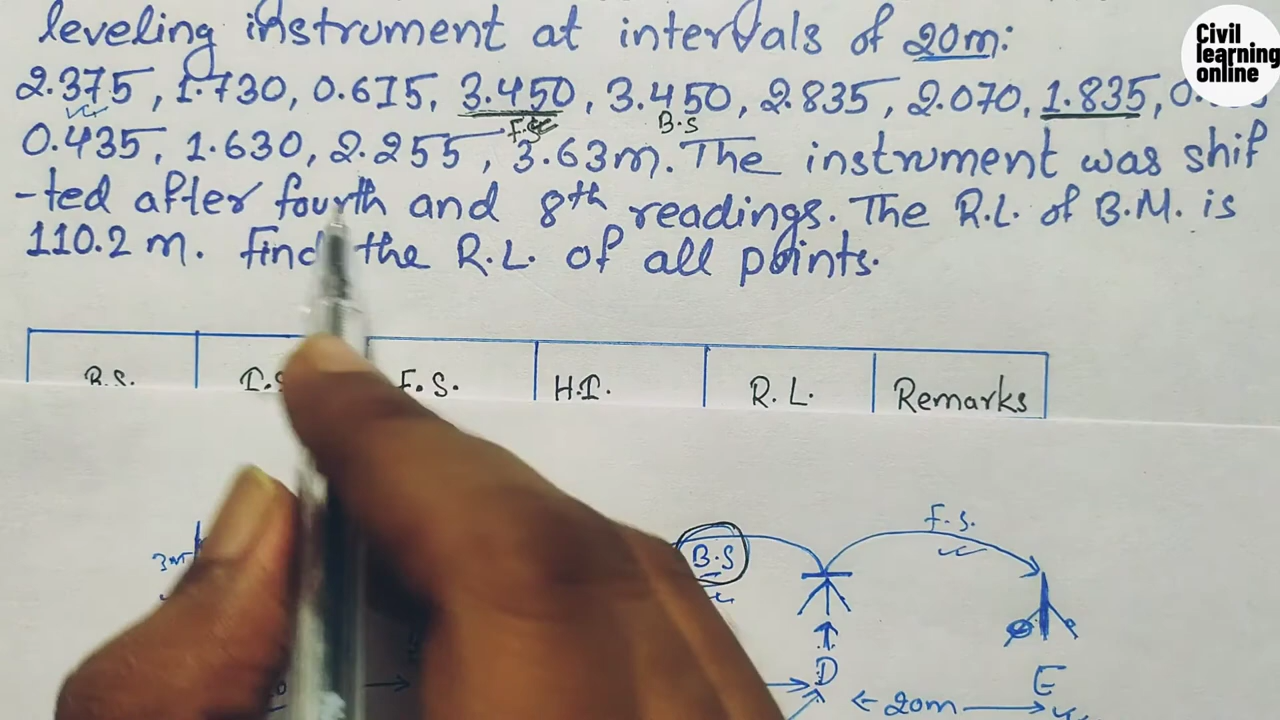 Civil learning online
leveling instrument at intervals of 20m:
2.375, 1.730, 0.615, 3.450, 3.450, 2.835, 2.070, 1.835,
F.S B.S
0.435, 1.630, 2.255, 3.63m. The instrument was shif
-ted after fourth and 8th readings. The R.L. of B.M. is
110.2 m. Find the R.L. of all points.
B.S. F.S. H.I. R.L. Remarks
F.S.
B.S
D E
20m